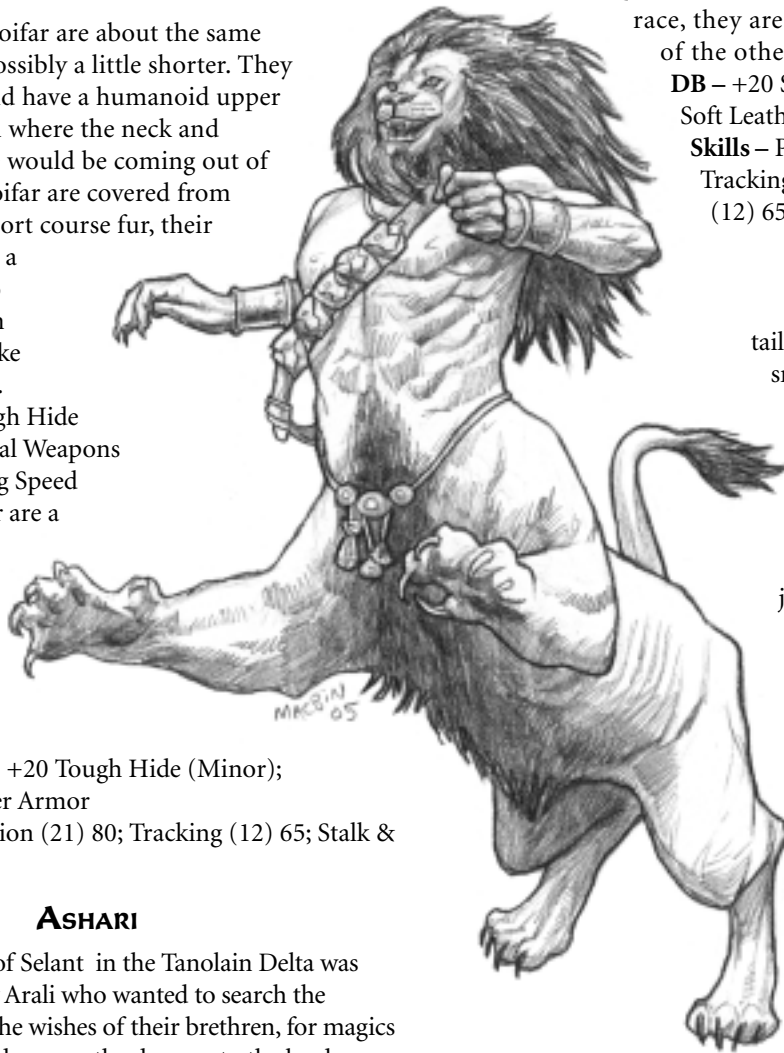 oifar are about the same
ossibly a little shorter. They
d have a humanoid upper
where the neck and
would be coming out of
oifar are covered from
ort course fur, their
a
n
ke
.
gh Hide
al Weapons
g Speed
r are a
MACBIN
05
+20 Tough Hide (Minor);
er Armor
ion (21) 80; Tracking (12) 65; Stalk &
ASHARI
of Selant in the Tanolain Delta was
Arali who wanted to search the
he wishes of their brethren, for magics
race, they are
of the othe
DB – +20 S
Soft Leath
Skills – P
Tracking
(12) 65
tail
sn
j